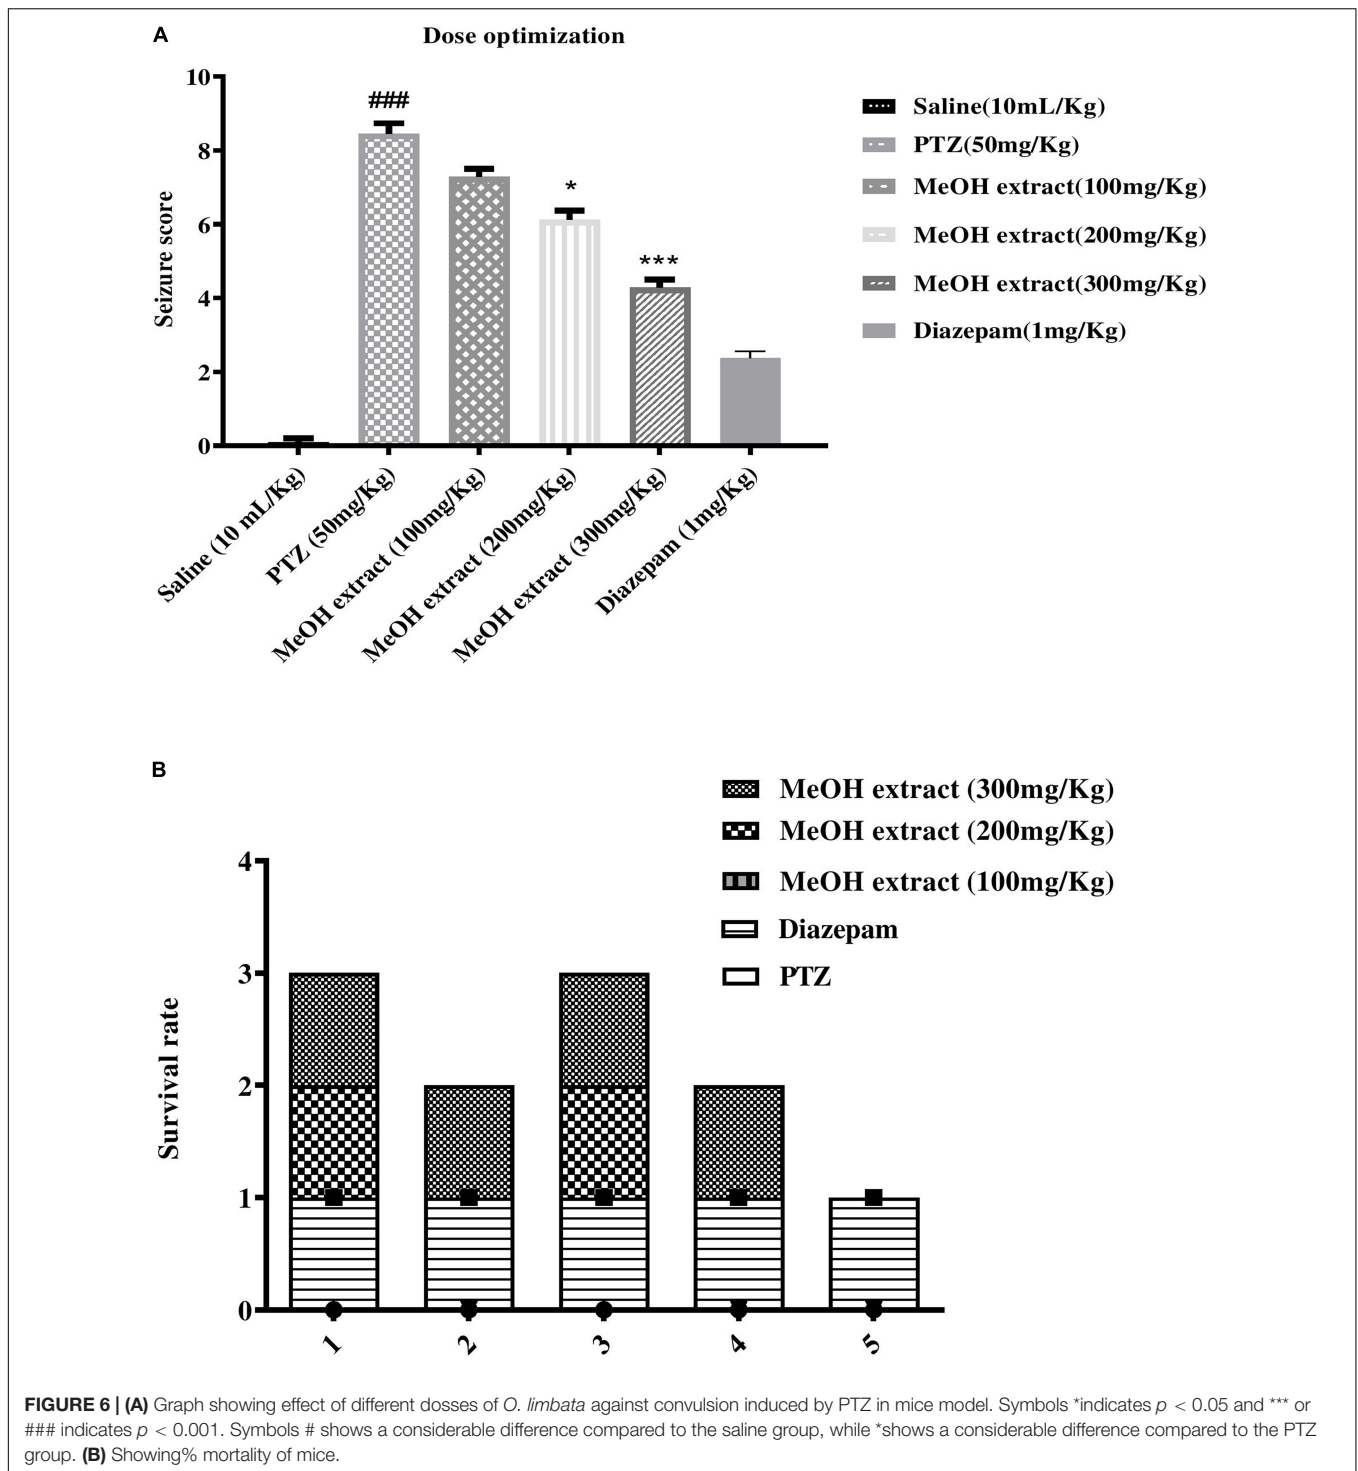 A
Dose optimization
10
8
6
4
2
0
Seizure score
###
*
***
Saline(10mL/Kg)
PTZ(50mg/Kg)
MeOH extract(100mg/Kg)
MeOH extract(200mg/Kg)
MeOH extract(300mg/Kg)
Diazepam(1mg/Kg)
Saline (10 mL/Kg)
PTZ (50mg/Kg)
MeOH extract (100mg/Kg)
MeOH extract (200mg/Kg)
MeOH extract (300mg/Kg)
Diazepam (1mg/Kg)
B
MeOH extract (300mg/Kg)
MeOH extract (200mg/Kg)
MeOH extract (100mg/Kg)
Diazepam
PTZ
4
3
2
1
0
Survival rate
1
2
3
4
5
FIGURE 6 | (A) Graph showing effect of different dosses of O. limbata against convulsion induced by PTZ in mice model. Symbols *indicates p < 0.05 and *** or
### indicates p < 0.001. Symbols # shows a considerable difference compared to the saline group, while *shows a considerable difference compared to the PTZ
group. (B) Showing% mortality of mice.